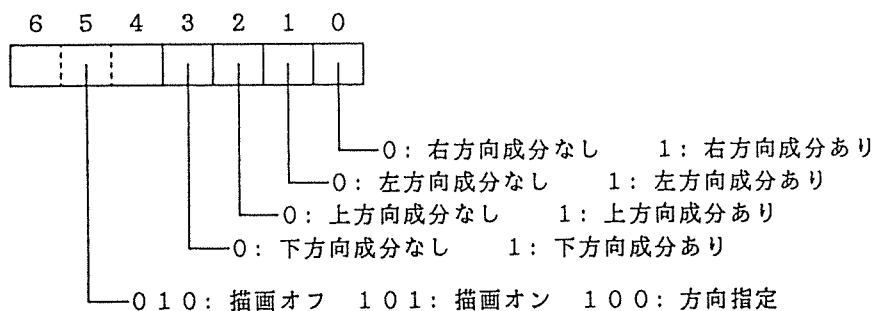 6 5 4 3 2 1 0
0: 右方向成分なし 1: 右方向成分あり
0: 左方向成分なし 1: 左方向成分あり
0: 上方向成分なし 1: 上方向成分あり
0: 下方向成分なし 1: 下方向成分あり
010: 描画オフ 101: 描画オン 100: 方向指定